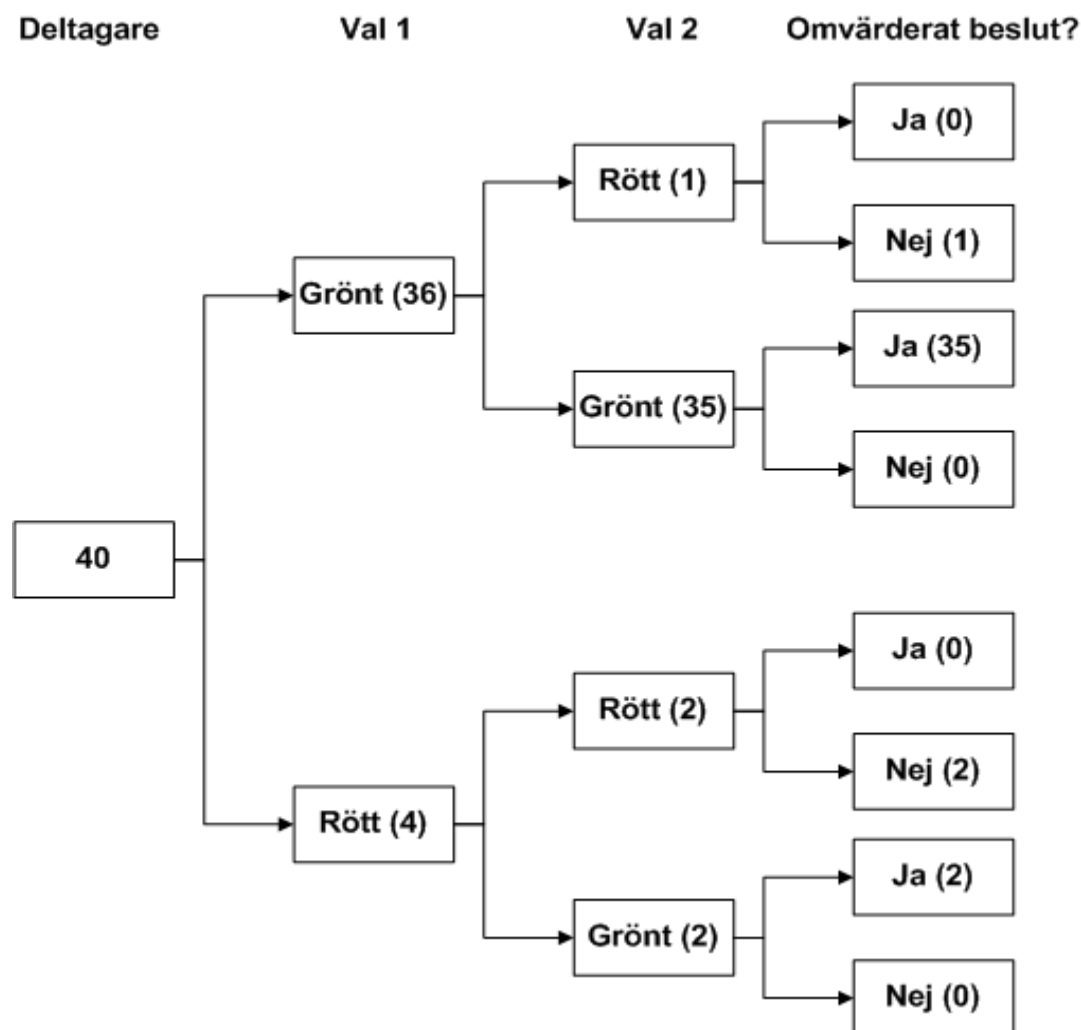 Deltagare Val 1 Val 2 Omvärderat beslut?
Ja (0)
Rött (1)
Nej (1)
Grönt (36)
Ja (35)
Grönt (35)
Nej (0)
40
Ja (0)
Rött (2)
Nej (2)
Rött (4)
Ja (2)
Grönt (2)
Nej (0)